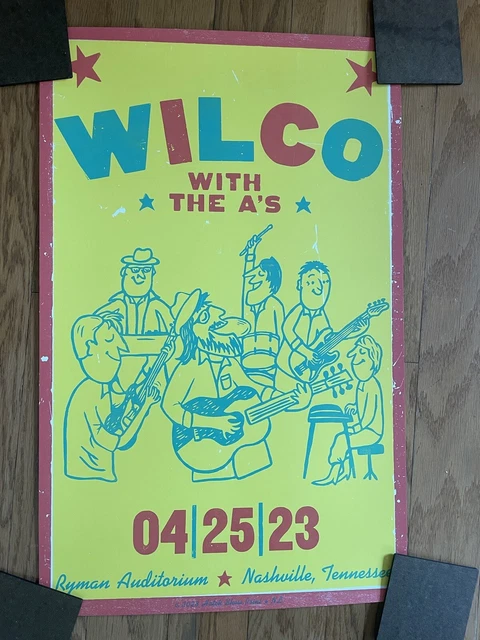 WILCO
WITH
THE A'S
04|25|23
Ryman Auditorium ★ Nashville, Tennessee